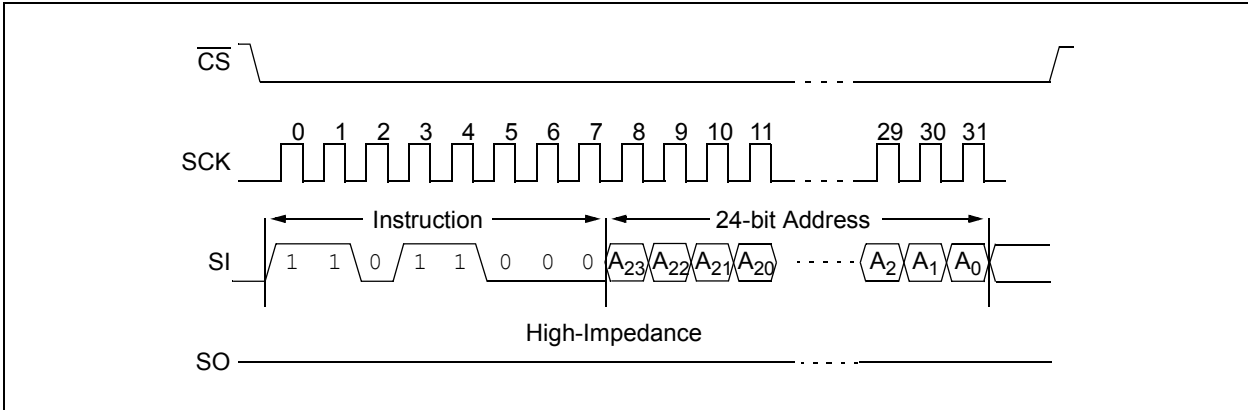 CS
0 1 2 3 4 5 6 7 8 9 10 11 29 30 31
SCK
Instruction 24-bit Address
SI 1 1 0 1 1 0 0 0 A23 A22 A21 A20 A2 A1 A0
High-Impedance
SO